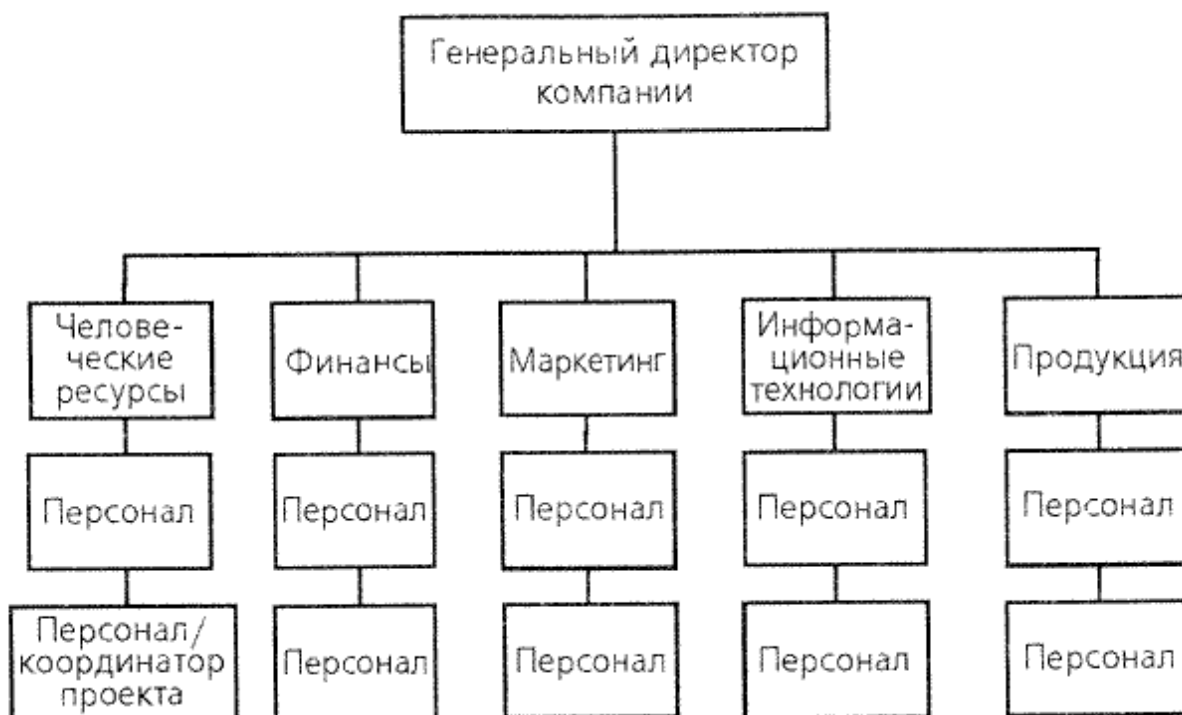 Генеральный директор
компании
Челове-
ческие
ресурсы
Финансы
Маркетинг
Информа-
ционные
технологии
Продукция
Персонал
Персонал
Персонал
Персонал
Персонал
Персонал/
координатор
проекта
Персонал
Персонал
Персонал
Персонал